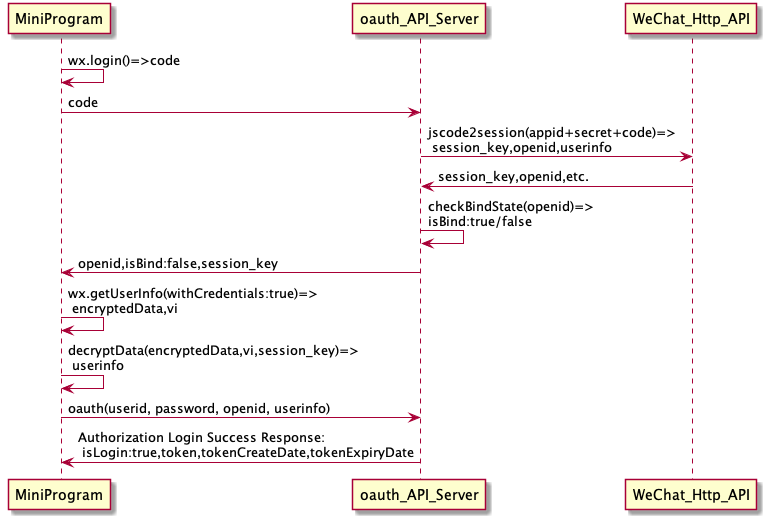 MiniProgram
oauth_API_Server
WeChat_Http_API
wx.login()=>code
code
jscode2session(appid+secret+code)=>
session_key,openid,userinfo
session_key,openid,etc.
checkBindState(openid)=>
isBind:true/false
openid,isBind:false,session_key
wx.getUserInfo(withCredentials:true)=>
encryptedData,vi
decryptData(encryptedData,vi,session_key)=>
userinfo
oauth(userid, password, openid, userinfo)
Authorization Login Success Response:
isLogin:true,token,tokenCreateDate,tokenExpiryDate
MiniProgram
oauth_API_Server
WeChat_Http_API